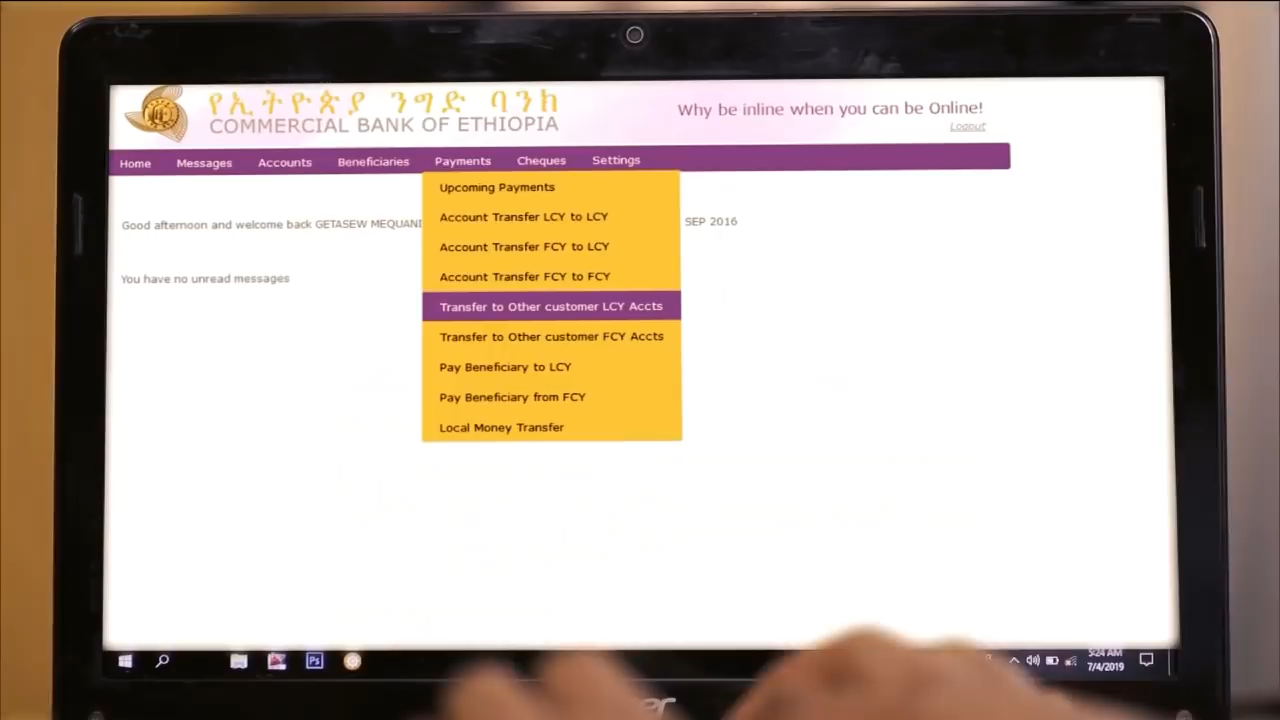 የኢትዮጵያ ንግድ ባንክ
COMMERCIAL BANK OF ETHIOPIA
Why be inline when you can be Online!
Logout
Home Messages Accounts Beneficiaries Payments Cheques Settings
Upcoming Payments
Account Transfer LCY to LCY
Good afternoon and welcome back GETASEW SEP 2016
Account Transfer FCY to LCY
Account Transfer FCY to FCY
You have no unread messages
Transfer to Other customer LCY Accts
Transfer to Other customer FCY Accts
Pay Beneficiary to LCY
Pay Beneficiary from FCY
Local Money Transfer
Ps
5:24 AM
7/4/2019